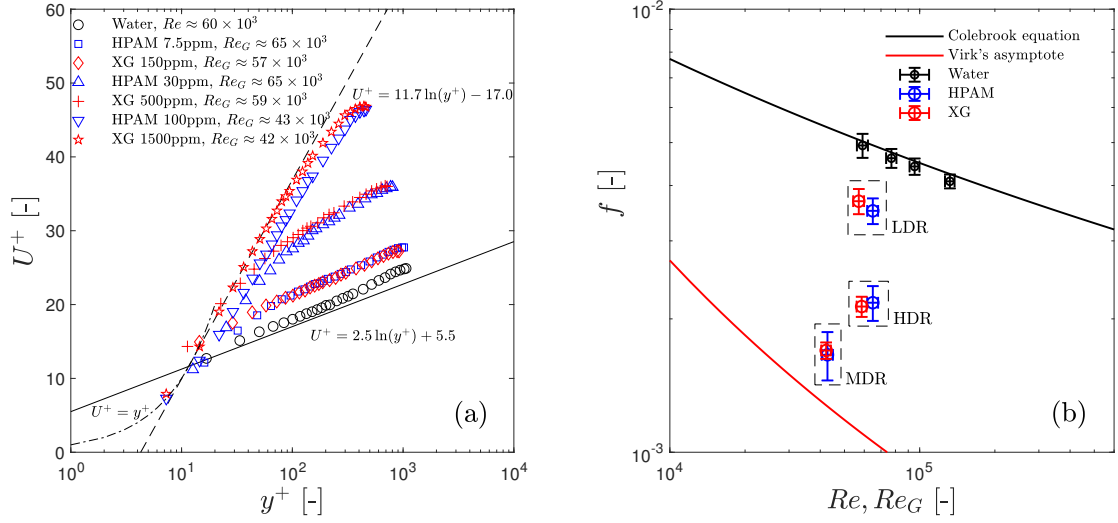 60
50
40
30
20
10
0
U⁺ [-]
Water, Re ≈ 60 × 10³
HPAM 7.5ppm, Re_G ≈ 65 × 10³
XG 150ppm, Re_G ≈ 57 × 10³
HPAM 30ppm, Re_G ≈ 65 × 10³
XG 500ppm, Re_G ≈ 59 × 10³
HPAM 100ppm, Re_G ≈ 43 × 10³
XG 1500ppm, Re_G ≈ 42 × 10³
U⁺ = 11.7 ln(y⁺) − 17.0
U⁺ = 2.5 ln(y⁺) + 5.5
U⁺ = y⁺
(a)
10⁰ 10¹ 10² 10³ 10⁴
y⁺ [-]
10⁻²
10⁻³
f [-]
Colebrook equation
Virk's asymptote
Water
HPAM
XG
LDR
HDR
MDR
(b)
10⁴ 10⁵
Re, Re_G [-]